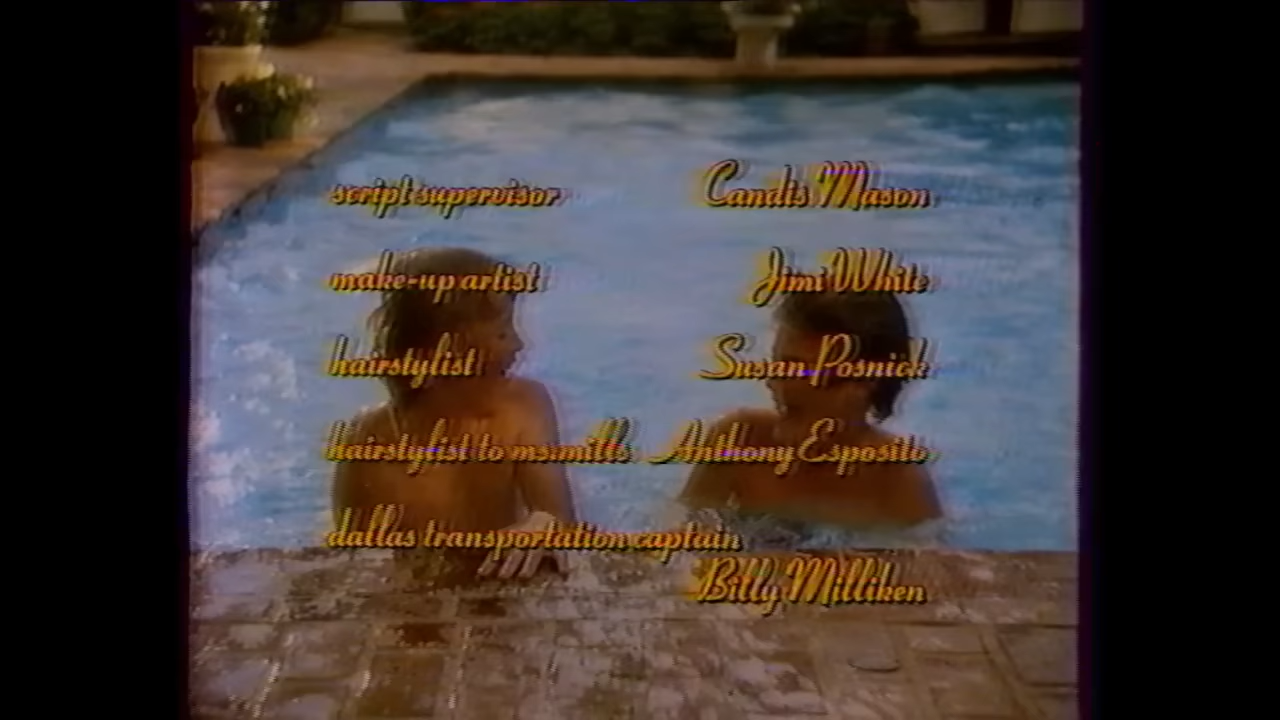 script supervisor Candis Mason
make-up artist Jimi White
hairstylist Susan Posnick
hairstylist to ms. mills Anthony Esposito
dallas transportation captain
Billy Milliken